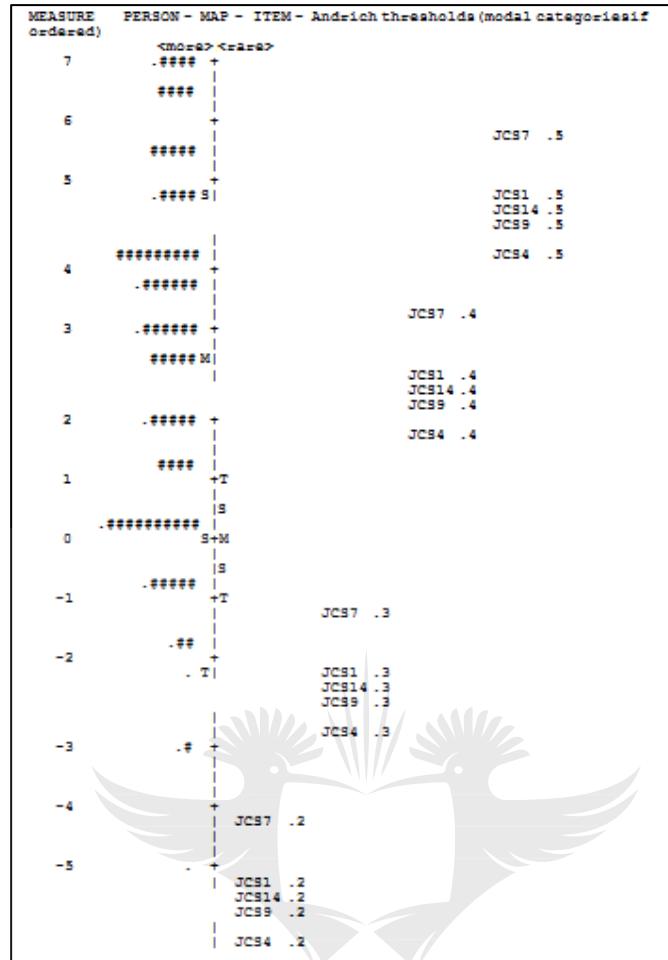 MEASURE PERSON - MAP - ITEM - Andrich thresholds(modal categoriesif
ordered)
<more> <rare>
7 .#### +
|
#### |
|
6 +
| JCS7 .5
##### |
|
5 +
.#### S| JCS1 .5
JCS14 .5
JCS9 .5
|
######### | JCS4 .5
4 +
.###### |
|
| JCS7 .4
3 .###### +
|
##### M|
| JCS1 .4
JCS14 .4
JCS9 .4
2 .##### +
| JCS4 .4
|
#### |
1 +T
|
|S
.########## |
0 S+M
|
|S
.##### |
-1 +T
| JCS7 .3
|
.## |
-2 +
. T| JCS1 .3
JCS14 .3
JCS9 .3
|
| JCS4 .3
-3 .# +
|
|
|
-4 +
| JCS7 .2
|
|
-5 . +
| JCS1 .2
JCS14 .2
JCS9 .2
|
| JCS4 .2